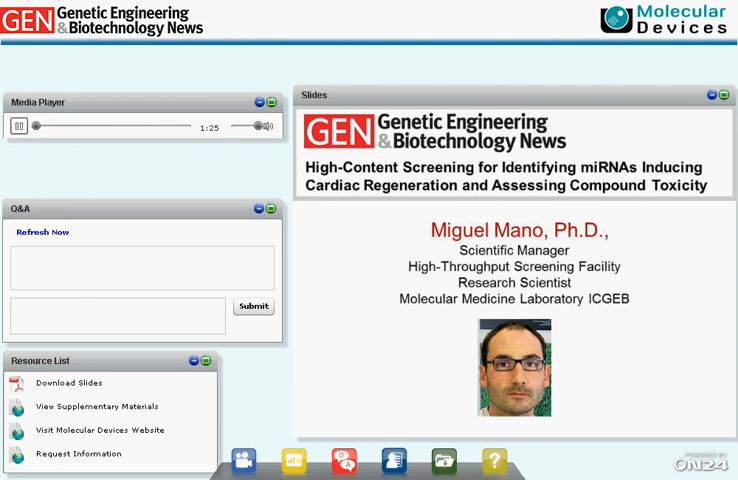 GEN Genetic Engineering
&Biotechnology News
Molecular
Devices
Media Player
1:25
Q&A
Refresh Now
Submit
Resource List
Download Slides
View Supplementary Materials
Visit Molecular Devices Website
Request Information
Slides
GEN Genetic Engineering
&Biotechnology News
High-Content Screening for Identifying miRNAs Inducing
Cardiac Regeneration and Assessing Compound Toxicity
Miguel Mano, Ph.D.,
Scientific Manager
High-Throughput Screening Facility
Research Scientist
Molecular Medicine Laboratory ICGEB
Q
A
?
POWERED BY
ON24